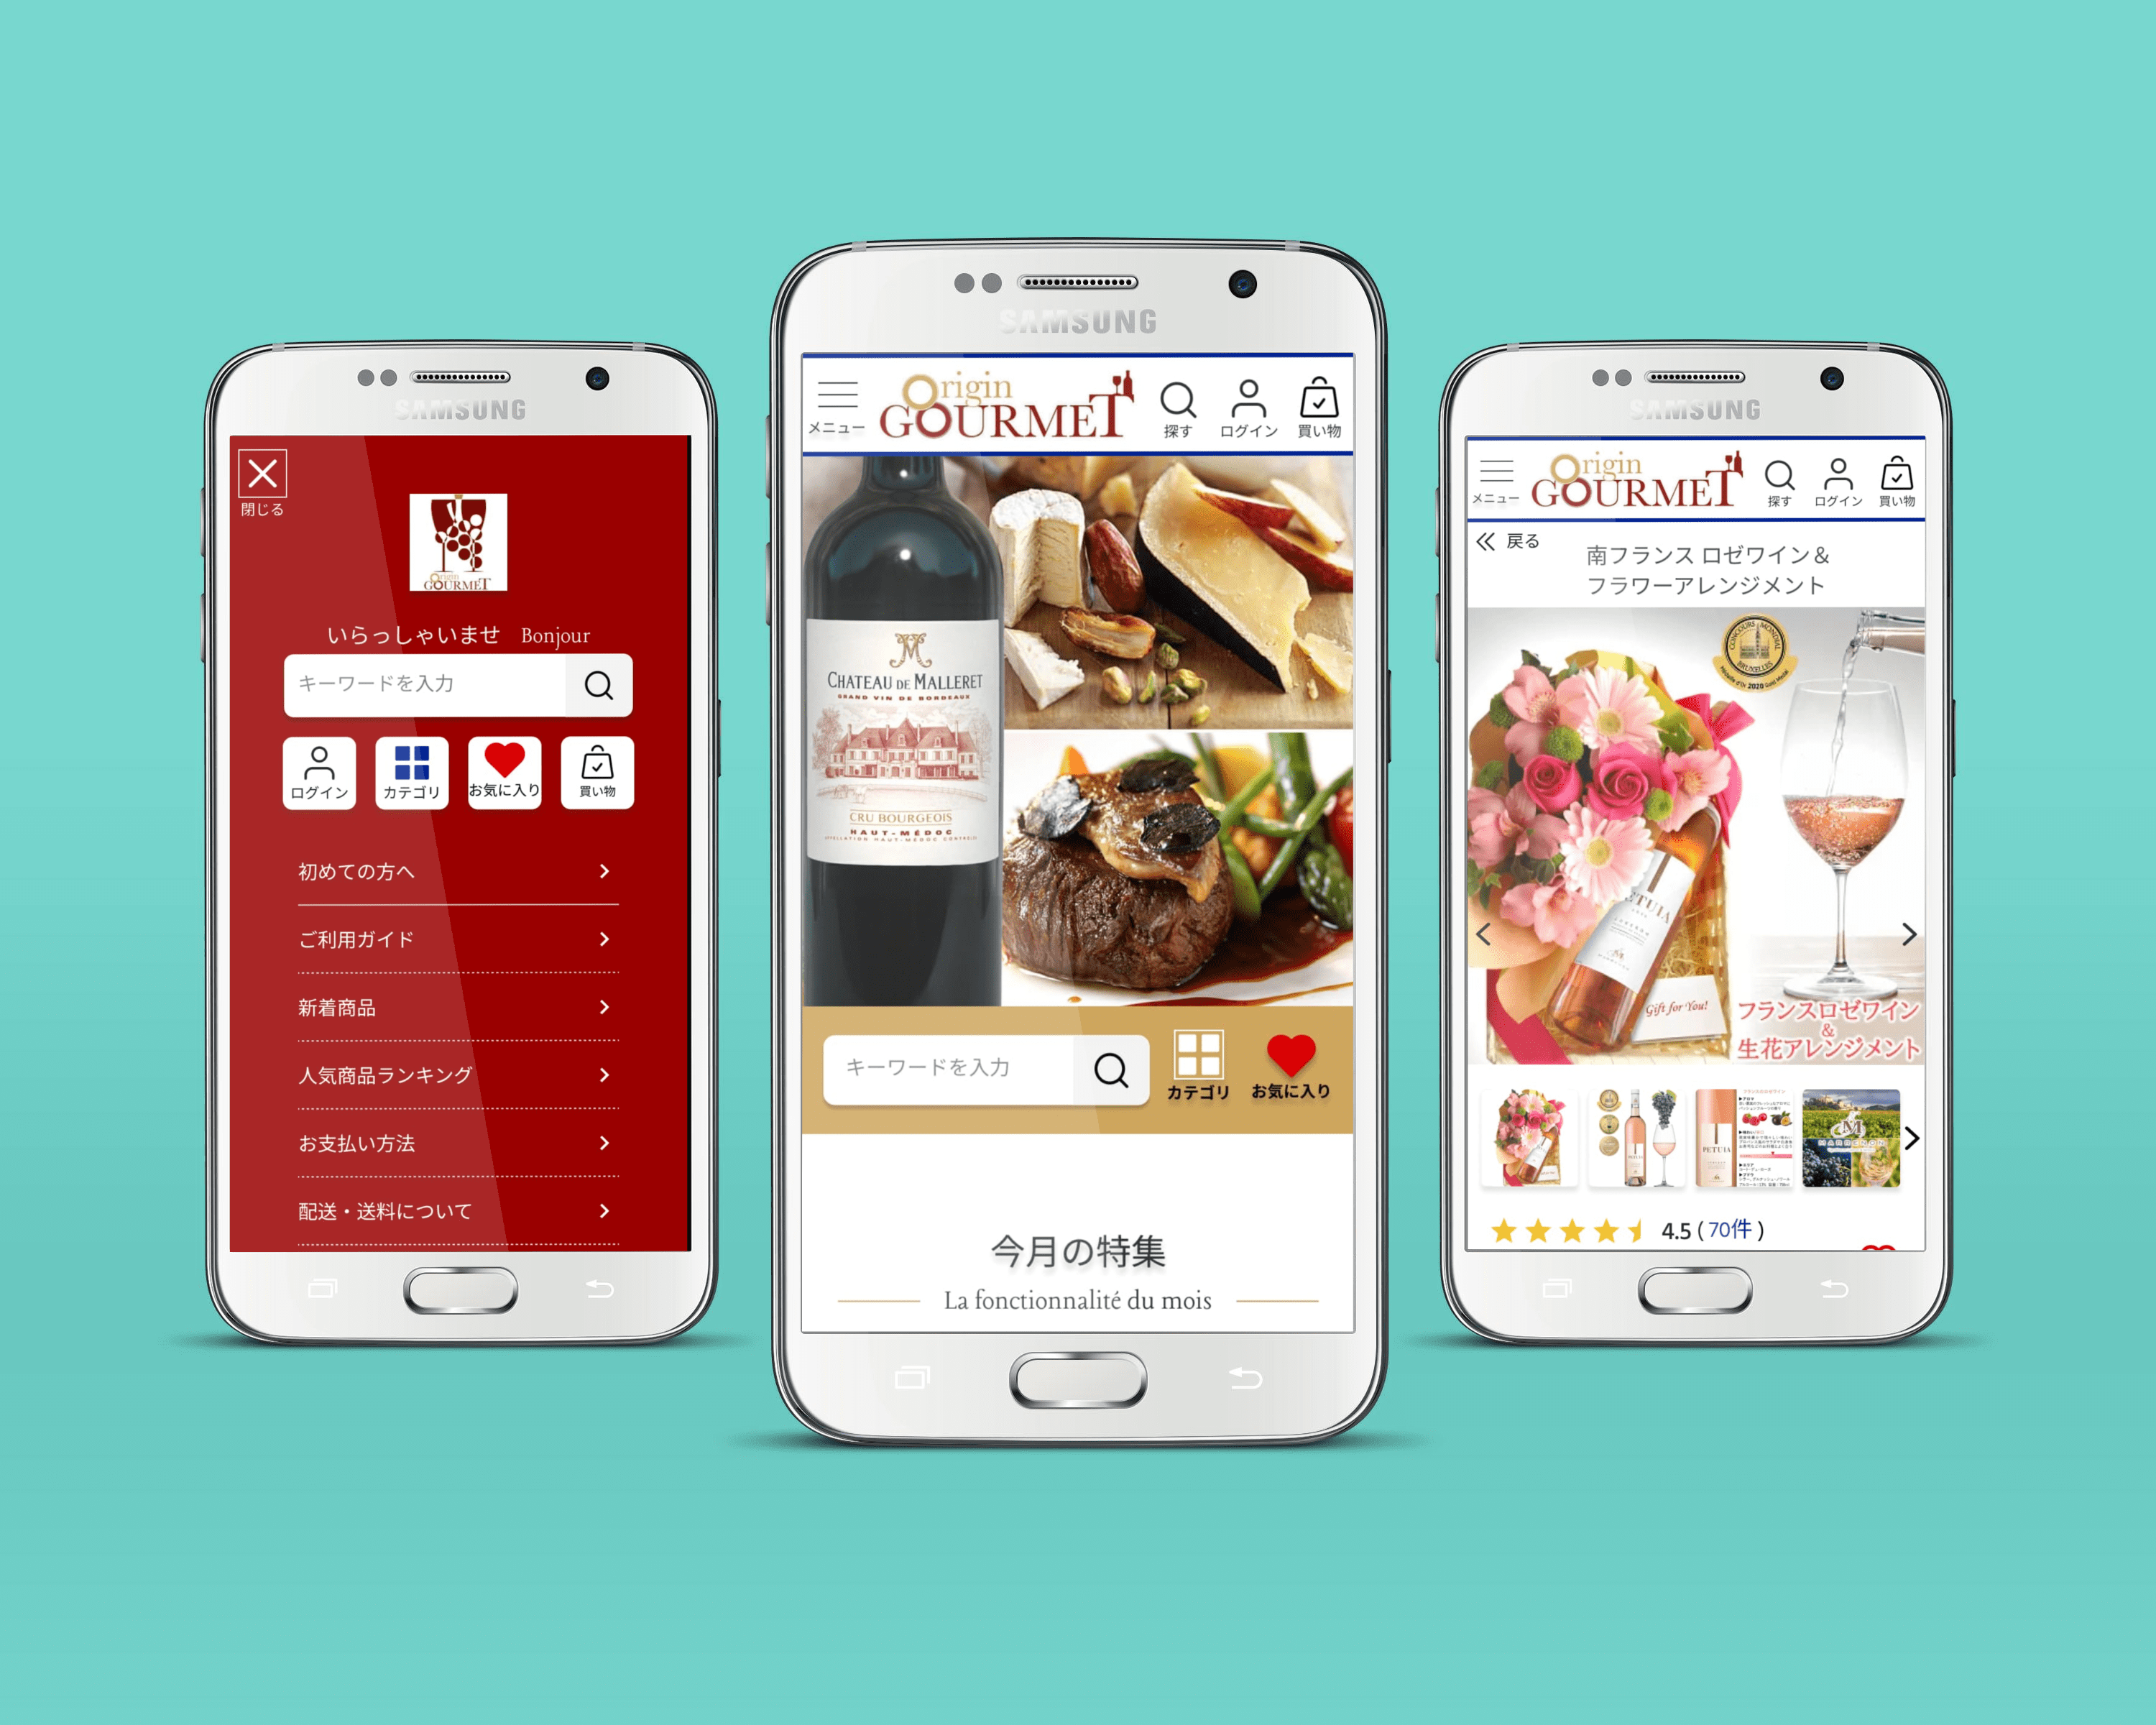 SAMSUNG
閉じる
Origin
GOURMET
いらっしゃいませ Bonjour
キーワードを入力
ログイン カテゴリ お気に入り 買い物
初めての方へ
ご利用ガイド
新着商品
人気商品ランキング
お支払い方法
配送・送料について
SAMSUNG
メニュー
Origin
GOURMET
探す ログイン 買い物
M
CHATEAU DE MALLERET
GRAND VIN DE BORDEAUX
CRU BOURGEOIS
HAUT-MÉDOC
APPELLATION HAUT-MÉDOC CONTRÔLÉE
キーワードを入力
カテゴリ お気に入り
今月の特集
La fonctionnalité du mois
SAMSUNG
メニュー
Origin
GOURMET
探す ログイン 買い物
戻る
南フランス ロゼワイン＆
フラワーアレンジメント
CONCOURS MONDIAL
BRUXELLES
2020
Gift for You!
フランスロゼワイン
&
生花アレンジメント
PETUIA
M
MARRENON
4.5 ( 70件 )